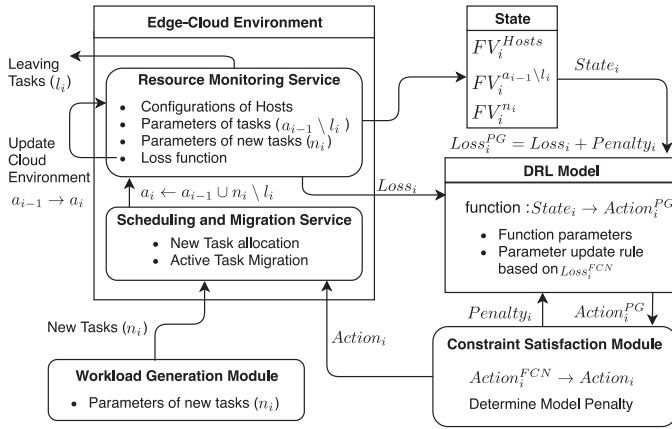 Edge-Cloud Environment
Leaving
Tasks (l_i)
Resource Monitoring Service
• Configurations of Hosts
• Parameters of tasks (a_{i-1} \ l_i)
• Parameters of new tasks (n_i)
• Loss function
Update
Cloud
Environment
a_{i-1} → a_i
a_i ← a_{i-1} ∪ n_i \ l_i
Scheduling and Migration Service
• New Task allocation
• Active Task Migration
New Tasks (n_i)
Workload Generation Module
• Parameters of new tasks (n_i)
State
FV_i^{Hosts}
FV_i^{a_{i-1}\l_i}
FV_i^{n_i}
State_i
Loss_i^{PG} = Loss_i + Penalty_i
Loss_i
DRL Model
function : State_i → Action_i^{PG}
• Function parameters
• Parameter update rule
based on Loss_i^{FCN}
Penalty_i
Action_i^{PG}
Action_i
Constraint Satisfaction Module
Action_i^{FCN} → Action_i
Determine Model Penalty